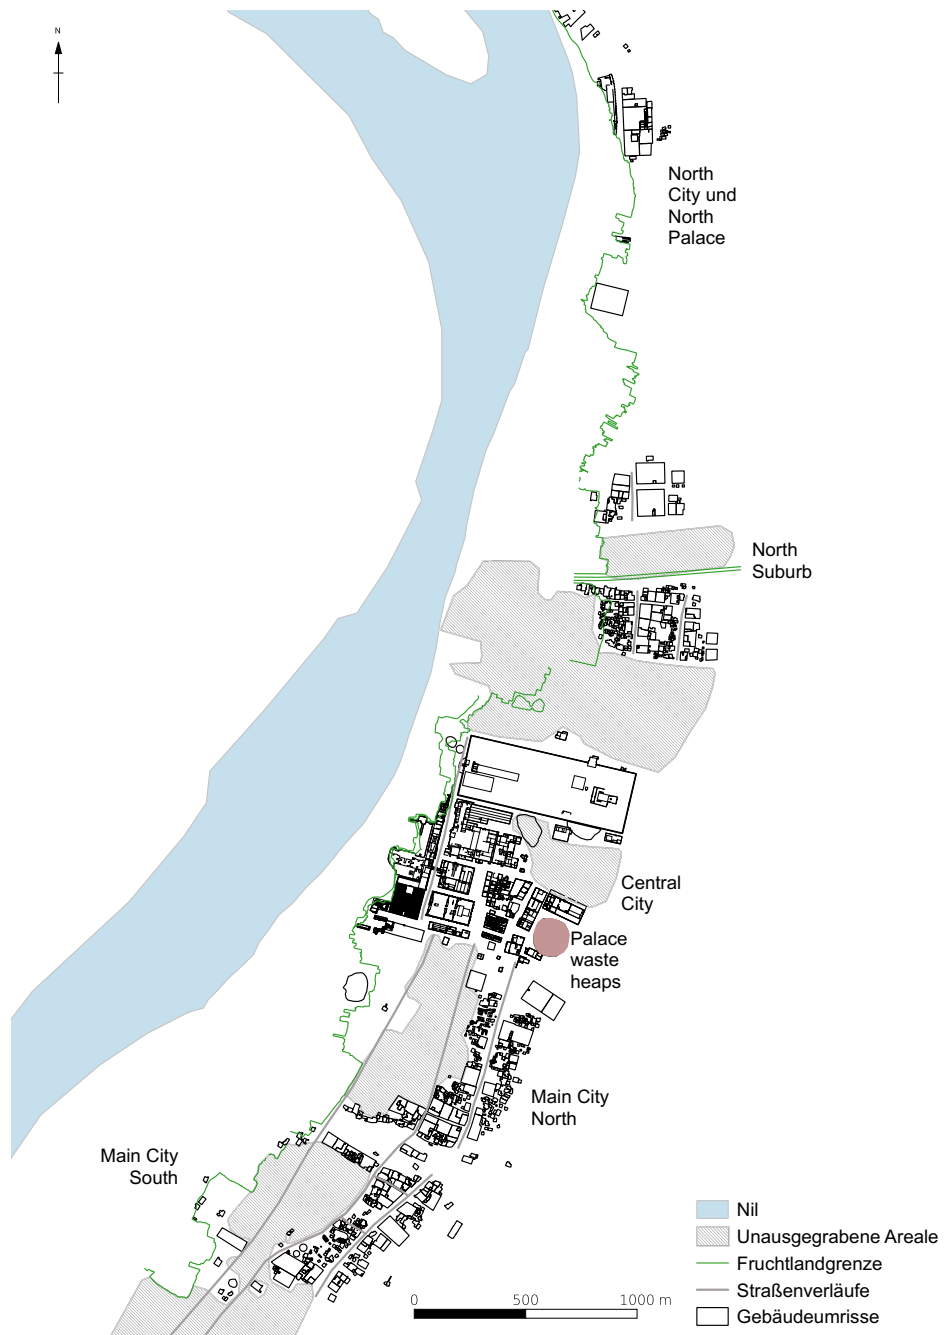 N
North
City und
North
Palace
North
Suburb
Central
City
Palace
waste
heaps
Main City
North
Main City
South
Nil
Unausgegrabene Areale
Fruchtlandgrenze
Straßenverläufe
Gebäudeumrisse
0 500 1000 m